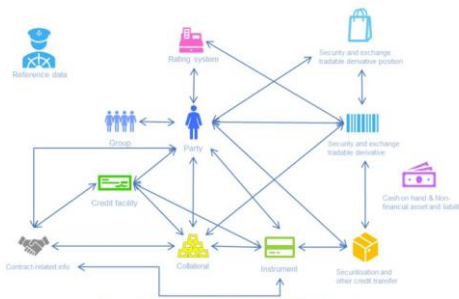 Security and exchange
tradable derivative position
Rating system
Reference data
Group
Party
Security and exchange
tradable derivative
Credit facility
Cash on hand & Non-
financial asset and liabili
Contract-related info
Collateral
Instrument
Securitisation and
other credit transfer